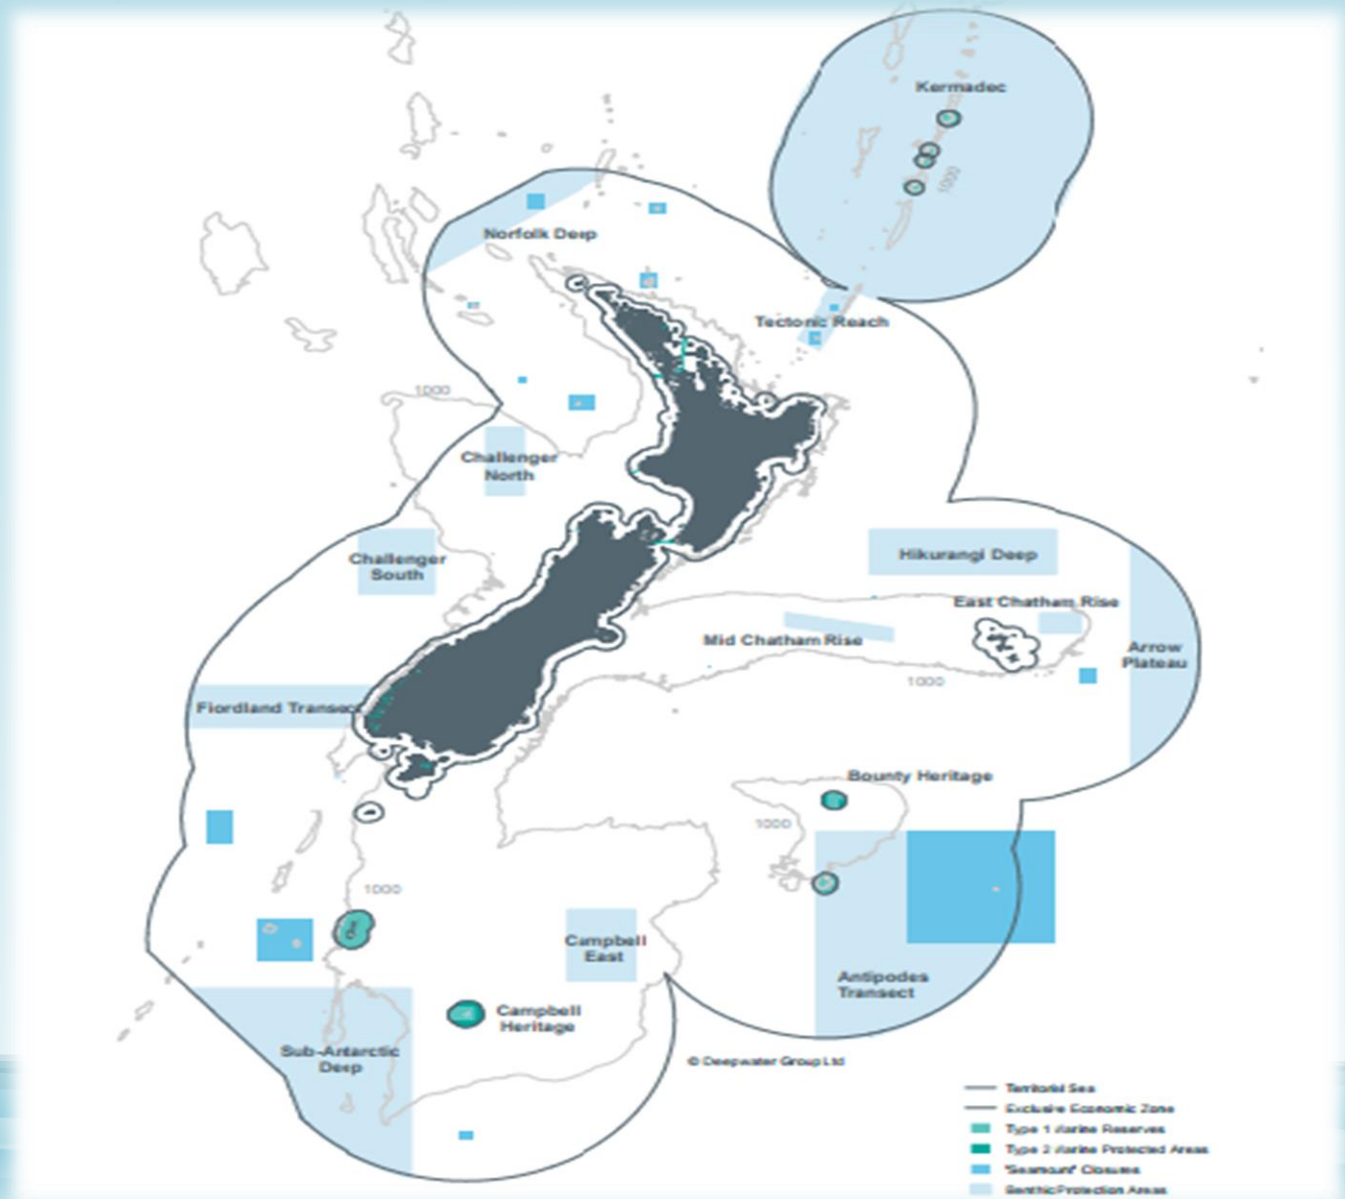 Kermadec
1000
Norfolk Deep
Tectonic Reach
1000
Challenger
North
Challenger
South
Hikurangi Deep
East Chatham Rise
Mid Chatham Rise
Arrow
Plateau
1000
Fiordland Transect
Bounty Heritage
1000
1000
Campbell
East
Antipodes
Transect
Campbell
Heritage
Sub-Antarctic
Deep
© Deepwater Group Ltd
Territorial Sea
Exclusive Economic Zone
Type 1 Marine Reserves
Type 2 Marine Protected Areas
"Seamount" Closures
Benthic Protection Areas